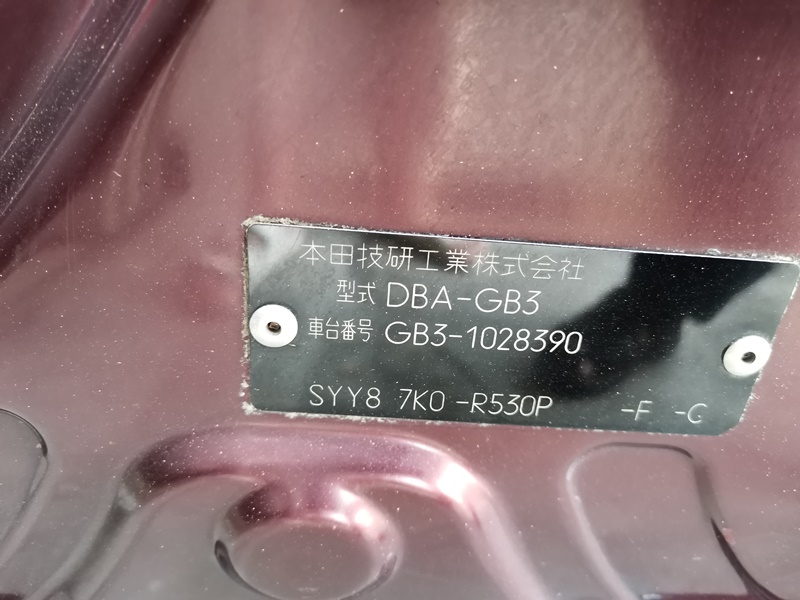 本田技研工業株式会社
型式 DBA-GB3
車台番号 GB3-1028390
SYY8 7K0 -R530P -F -C